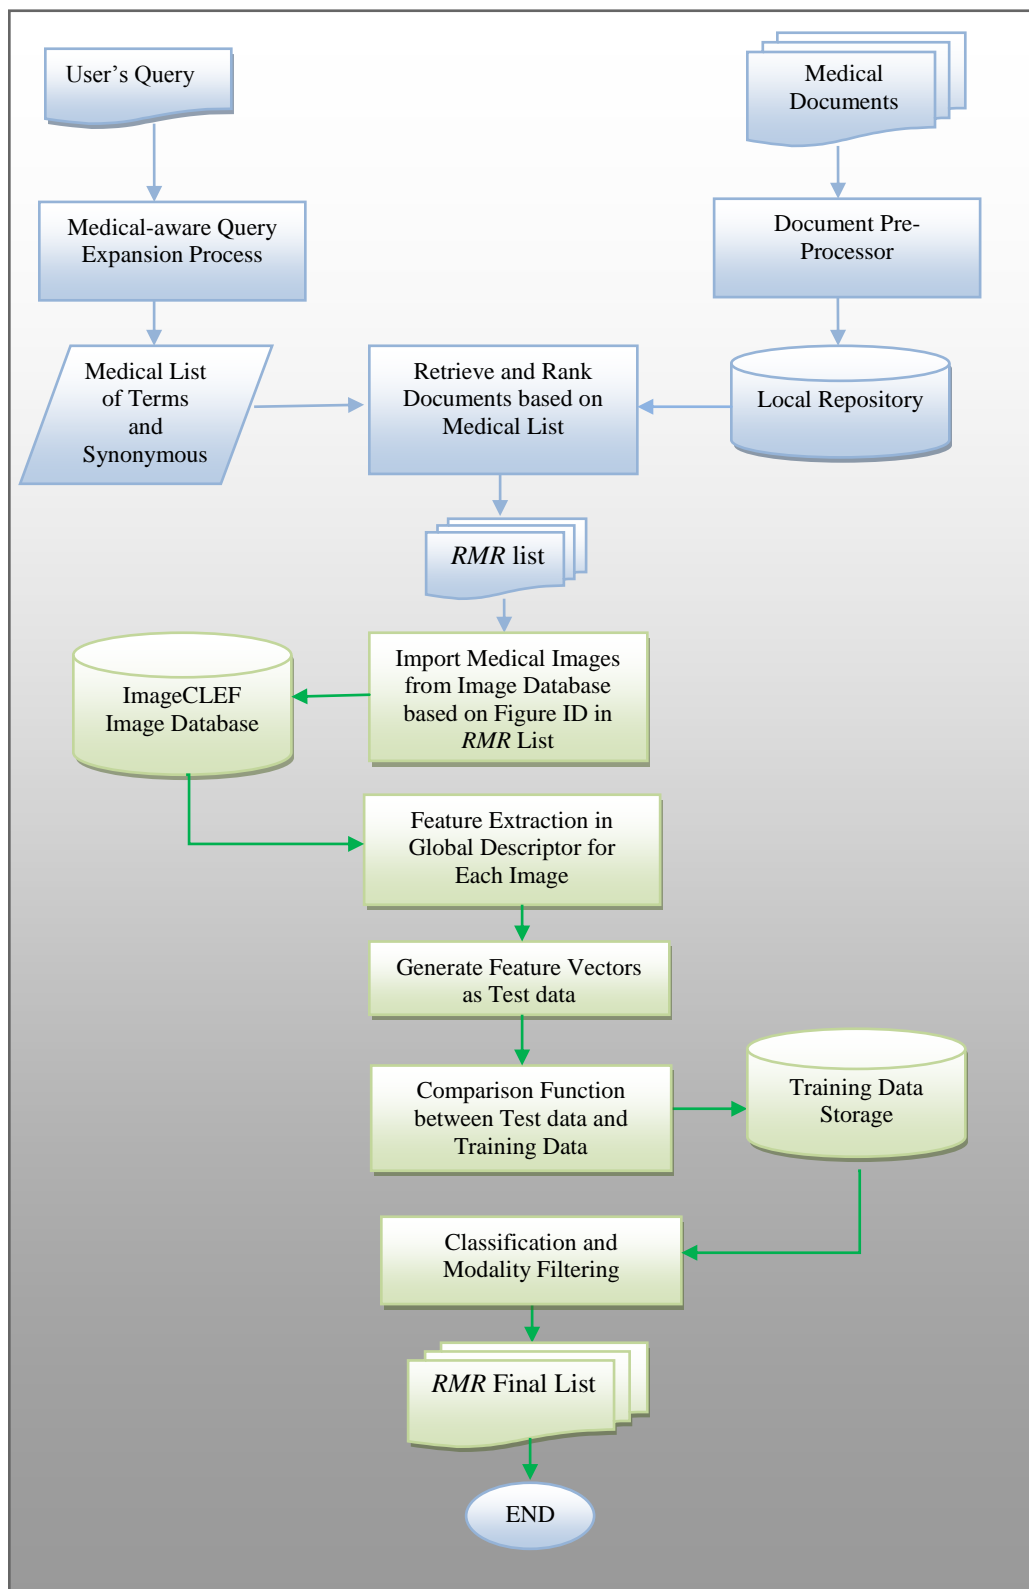 User's Query
Medical
Documents
Medical-aware Query
Expansion Process
Document Pre-
Processor
Medical List
of Terms
and
Synonymous
Retrieve and Rank
Documents based on
Medical List
Local Repository
RMR list
Import Medical Images
from Image Database
based on Figure ID in
RMR List
ImageCLEF
Image Database
Feature Extraction in
Global Descriptor for
Each Image
Generate Feature Vectors
as Test data
Comparison Function
between Test data and
Training Data
Training Data
Storage
Classification and
Modality Filtering
RMR Final List
END